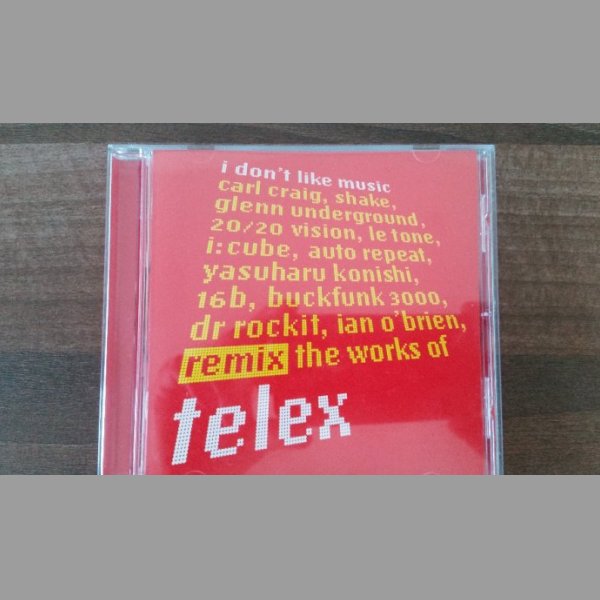 i don't like music
carl craig, shake,
glenn underground,
20/20 vision, le tone,
i:cube, auto repeat,
yasuharu konishi,
16b, buckfunk 3000,
dr rockit, ian o'brien,
remix the works of
telex